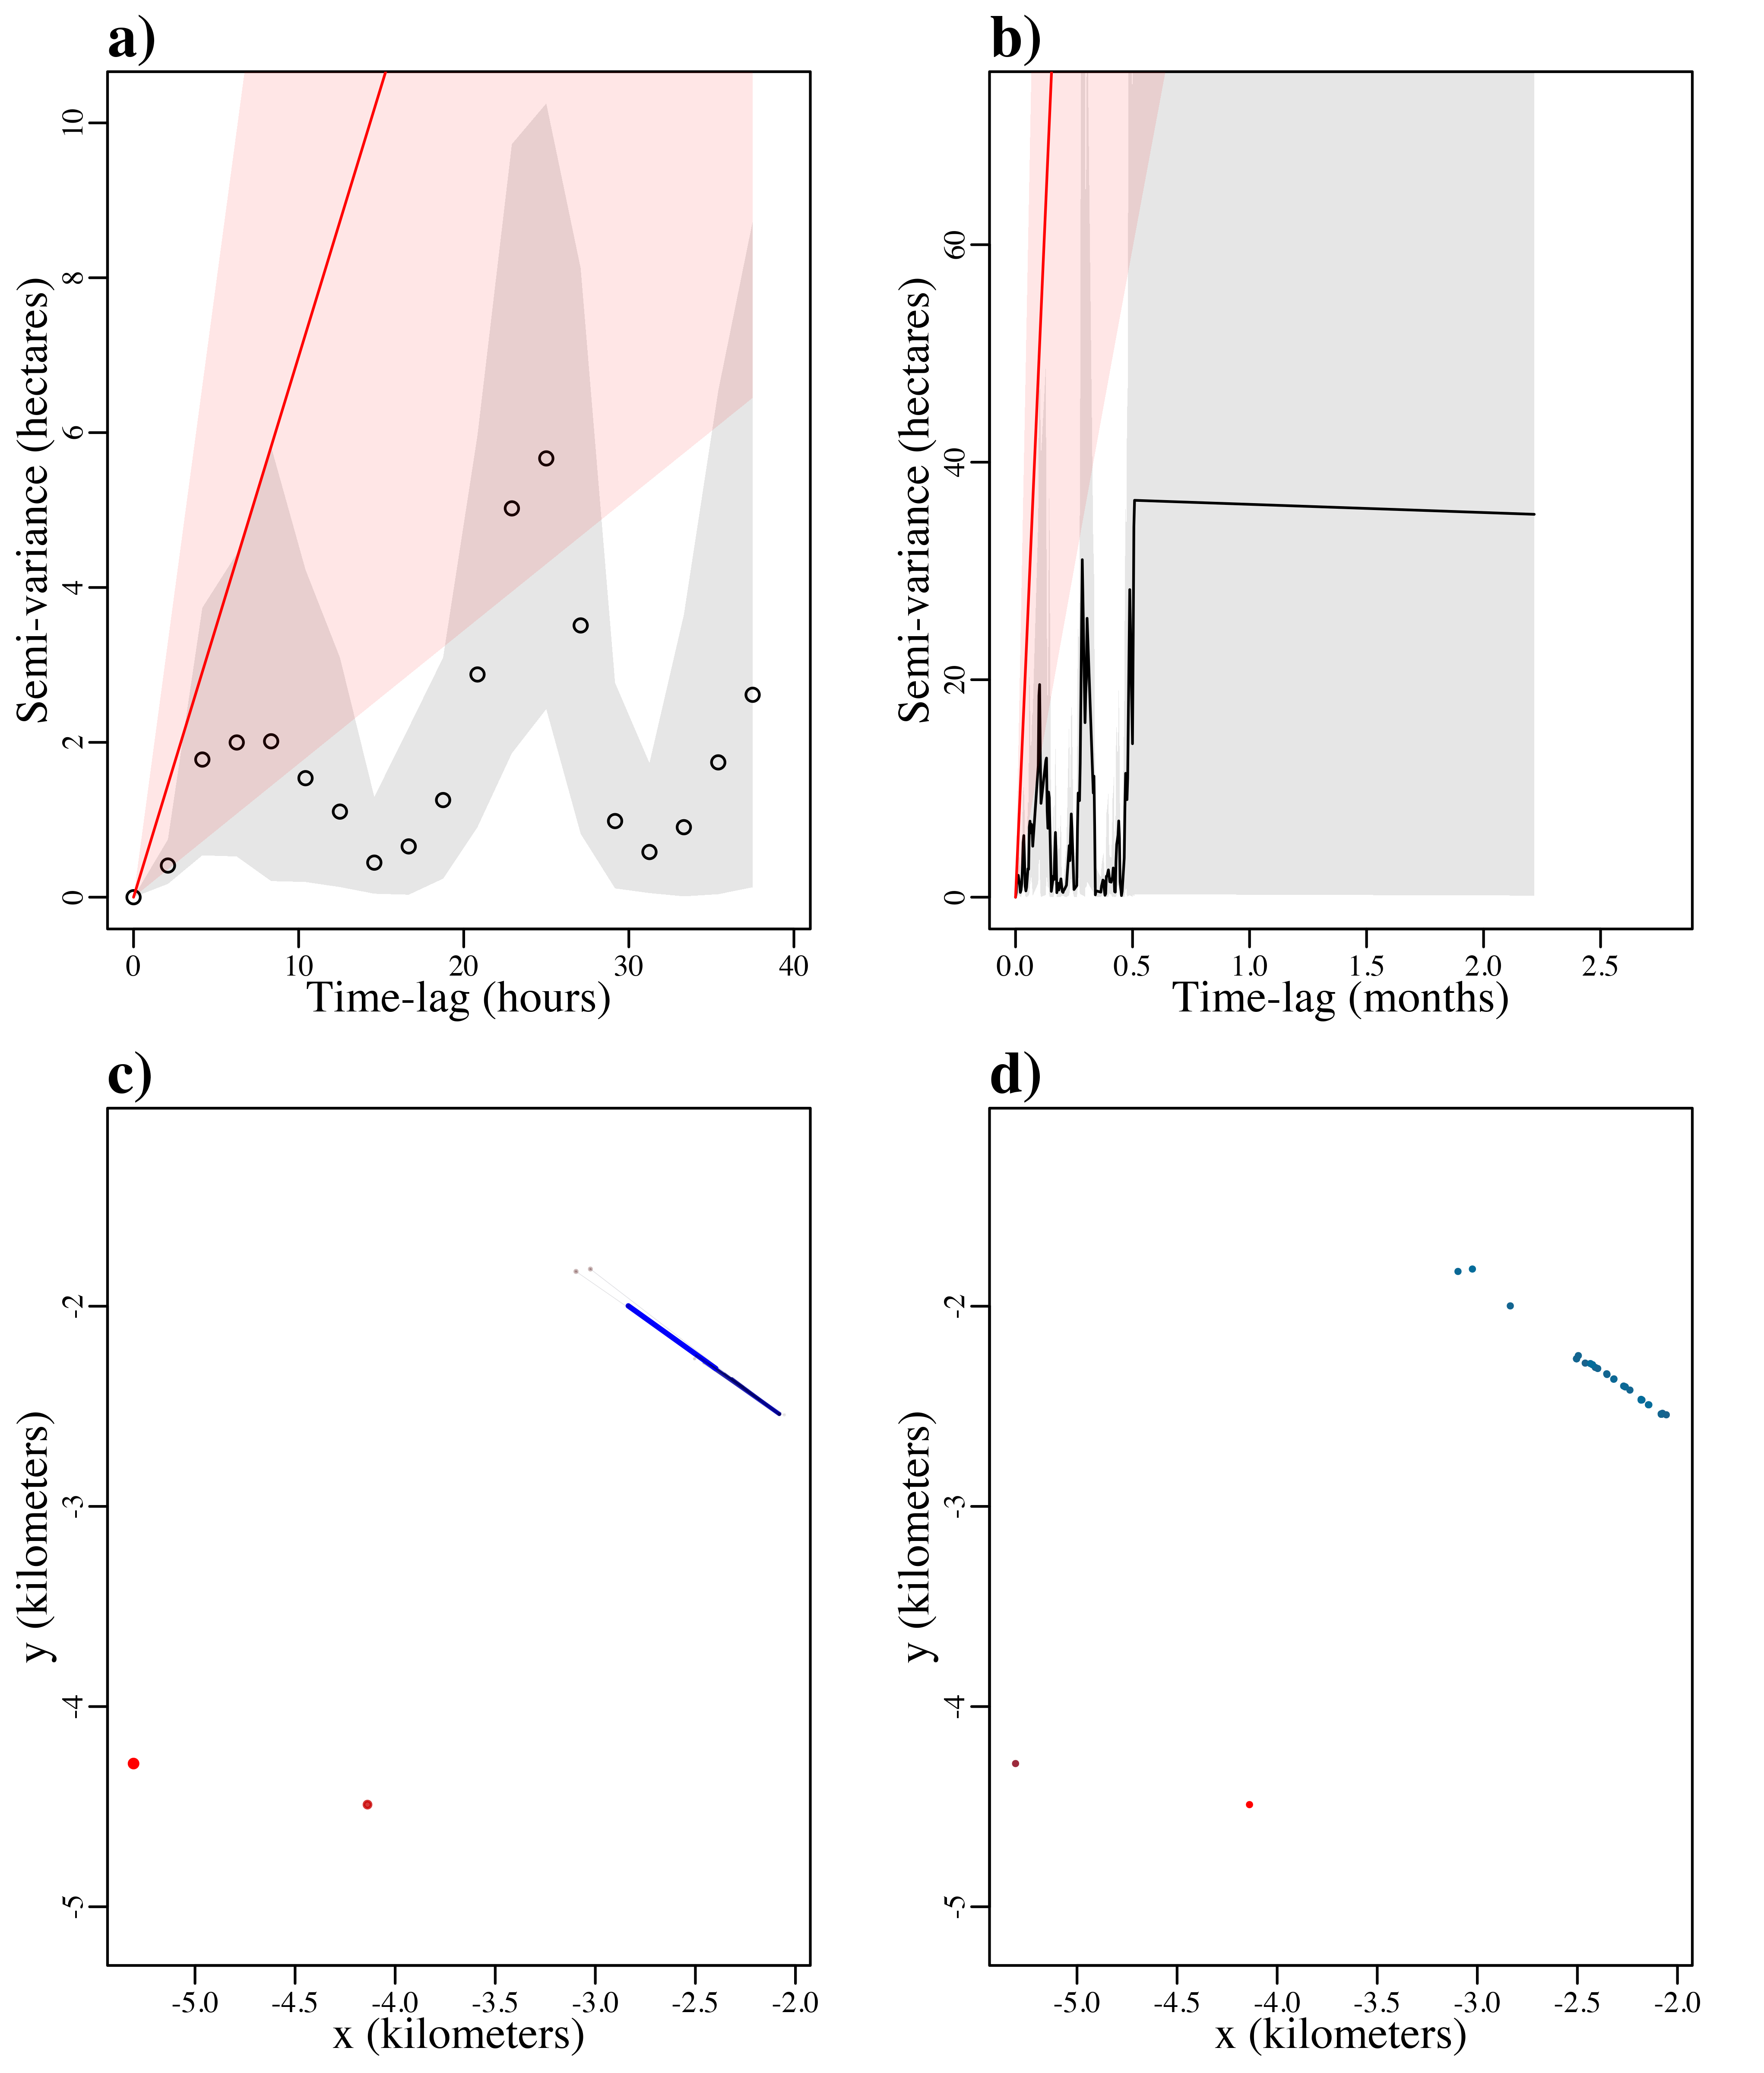 a)
Semi-variance (hectares)
0 2 4 6 8 10
0 10 20 30 40
Time-lag (hours)
b)
Semi-variance (hectares)
0 20 40 60
0.0 0.5 1.0 1.5 2.0 2.5
Time-lag (months)
c)
y (kilometers)
-5 -4 -3 -2
-5.0 -4.5 -4.0 -3.5 -3.0 -2.5 -2.0
x (kilometers)
d)
y (kilometers)
-5 -4 -3 -2
-5.0 -4.5 -4.0 -3.5 -3.0 -2.5 -2.0
x (kilometers)